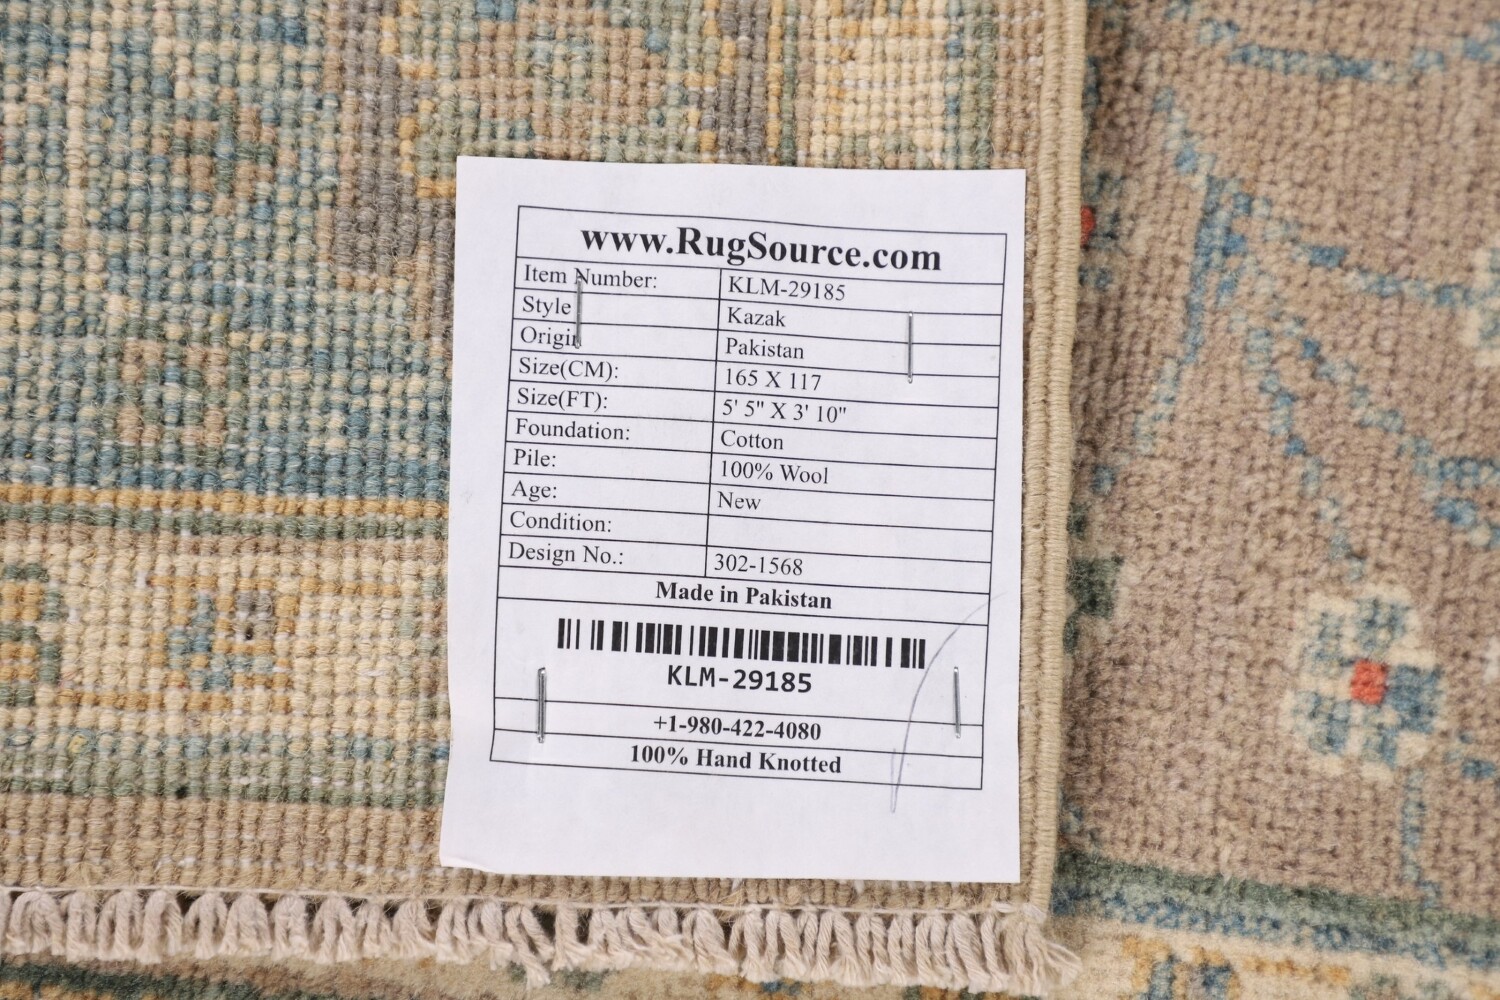 www.RugSource.com
Item Number: KLM-29185
Style Kazak
Origin Pakistan
Size(CM): 165 X 117
Size(FT): 5' 5" X 3' 10"
Foundation: Cotton
Pile: 100% Wool
Age: New
Condition:
Design No.: 302-1568
Made in Pakistan
KLM-29185
+1-980-422-4080
100% Hand Knotted